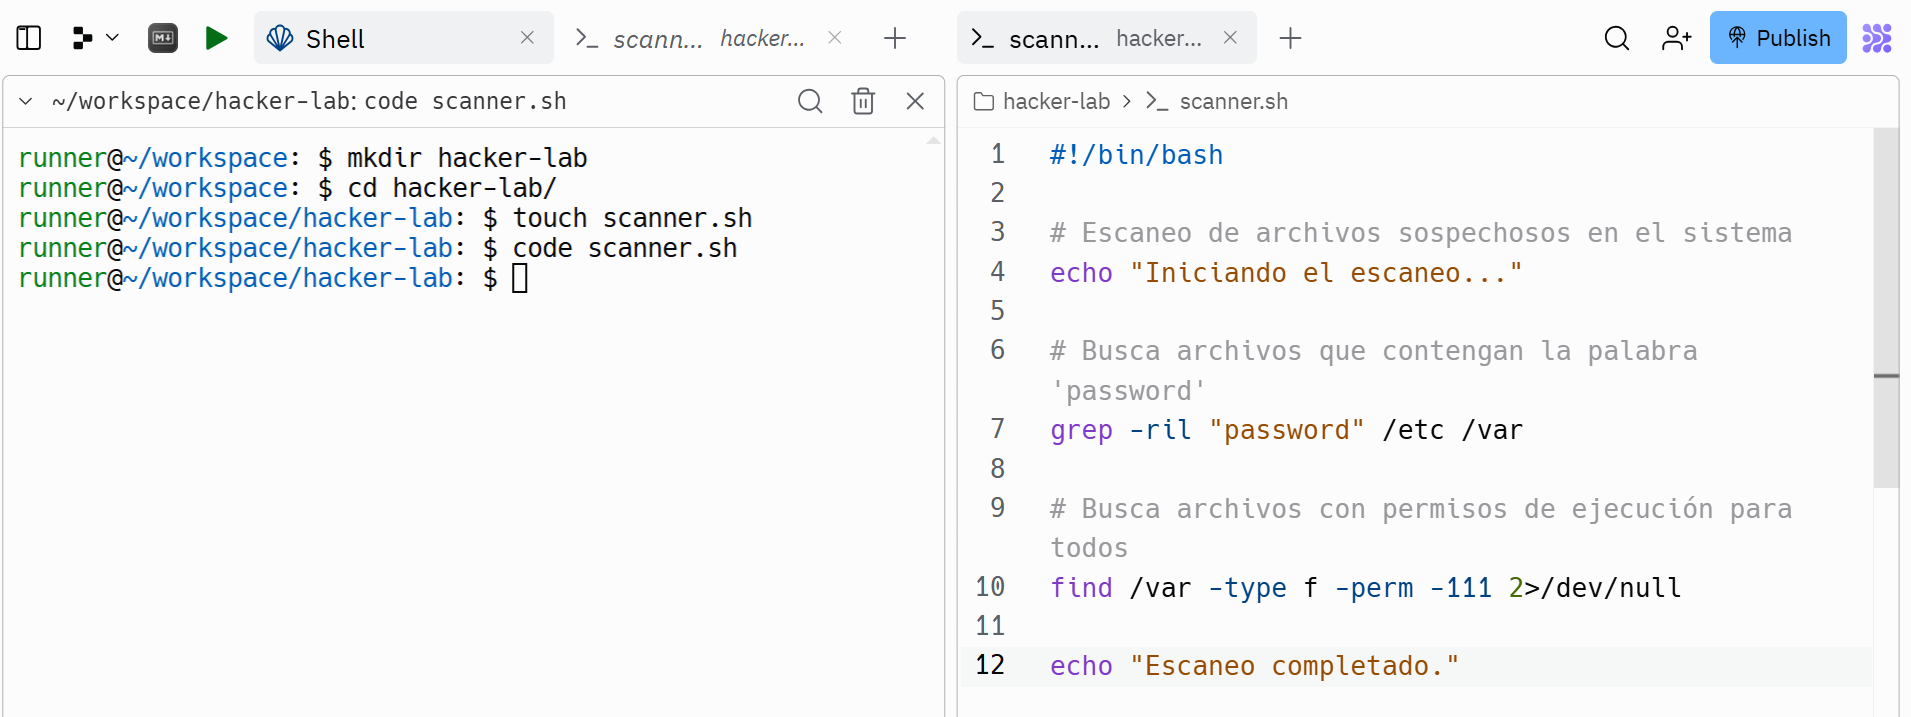 Shell
scann... hacker...
scann... hacker...
Publish
~/workspace/hacker-lab: code scanner.sh
runner@~/workspace: $ mkdir hacker-lab
runner@~/workspace: $ cd hacker-lab/
runner@~/workspace/hacker-lab: $ touch scanner.sh
runner@~/workspace/hacker-lab: $ code scanner.sh
runner@~/workspace/hacker-lab: $
hacker-lab > >_ scanner.sh
1 #!/bin/bash
2
3 # Escaneo de archivos sospechosos en el sistema
4 echo "Iniciando el escaneo..."
5
6 # Busca archivos que contengan la palabra
'password'
7 grep -ril "password" /etc /var
8
9 # Busca archivos con permisos de ejecución para
todos
10 find /var -type f -perm -111 2>/dev/null
11
12 echo "Escaneo completado."